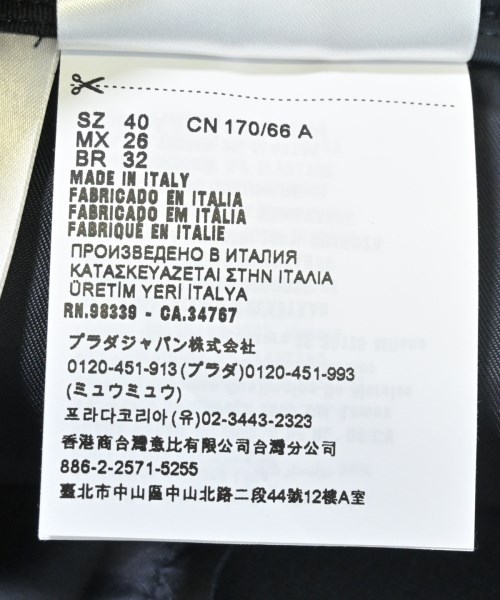 SZ 40 CN 170/66 A
MX 26
BR 32
MADE IN ITALY
FABRICADO EN ITALIA
FABRICADO EM ITÁLIA
FABRIQUÉ EN ITALIE
ПРОИЗВЕДЕНО В ИТАЛИЯ
ΚΑΤΑΣΚΕΥΑΖΕΤΑΙ ΣΤΗΝ ΙΤΑΛΙΑ
ÜRETİM YERİ İTALYA
RN.98339 - CA.34767
プラダジャパン株式会社
0120-451-913(プラダ)0120-451-993
(ミュウミュウ)
프라다코리아(유)02-3443-2323
香港商台灣意比有限公司台灣分公司
886-2-2571-5255
臺北市中山區中山北路二段44號12樓A室